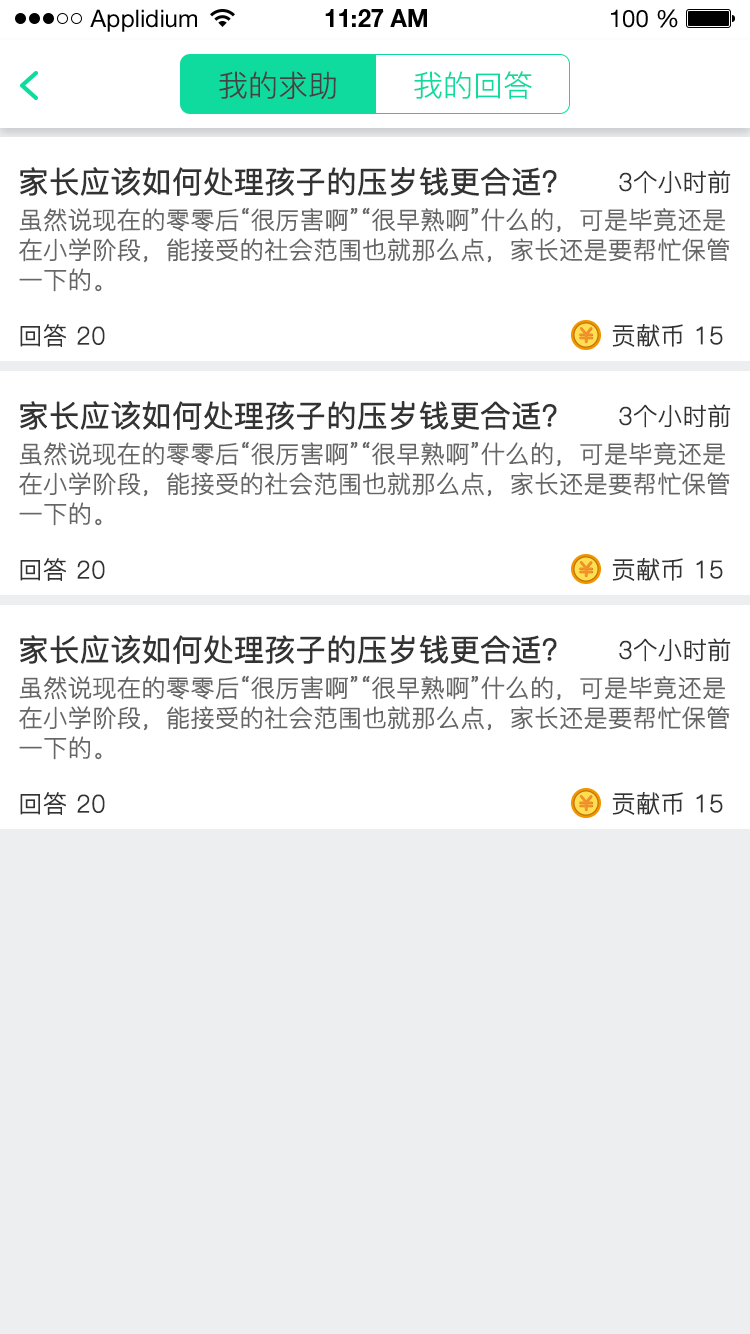 Applidium 11:27 AM 100 %
我的求助 我的回答
家长应该如何处理孩子的压岁钱更合适? 3个小时前
虽然说现在的零零后“很厉害啊”“很早熟啊”什么的，可是毕竟还是
在小学阶段，能接受的社会范围也就那么点，家长还是要帮忙保管
一下的。
回答 20 ¥ 贡献币 15
家长应该如何处理孩子的压岁钱更合适? 3个小时前
虽然说现在的零零后“很厉害啊”“很早熟啊”什么的，可是毕竟还是
在小学阶段，能接受的社会范围也就那么点，家长还是要帮忙保管
一下的。
回答 20 ¥ 贡献币 15
家长应该如何处理孩子的压岁钱更合适? 3个小时前
虽然说现在的零零后“很厉害啊”“很早熟啊”什么的，可是毕竟还是
在小学阶段，能接受的社会范围也就那么点，家长还是要帮忙保管
一下的。
回答 20 ¥ 贡献币 15